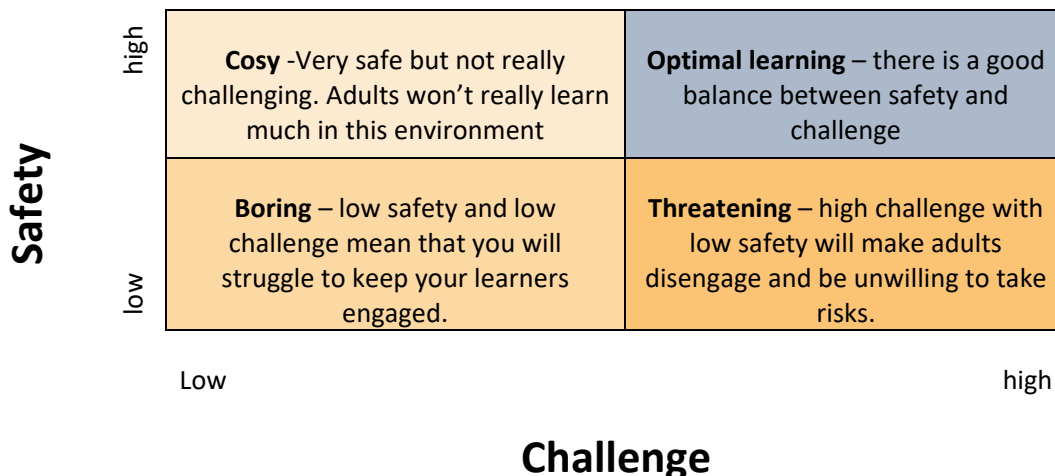 high
Cosy -Very safe but not really
challenging. Adults won’t really learn
much in this environment
Optimal learning – there is a good
balance between safety and
challenge
Safety
Boring – low safety and low
challenge mean that you will
struggle to keep your learners
engaged.
Threatening – high challenge with
low safety will make adults
disengage and be unwilling to take
risks.
low
Low
high
Challenge